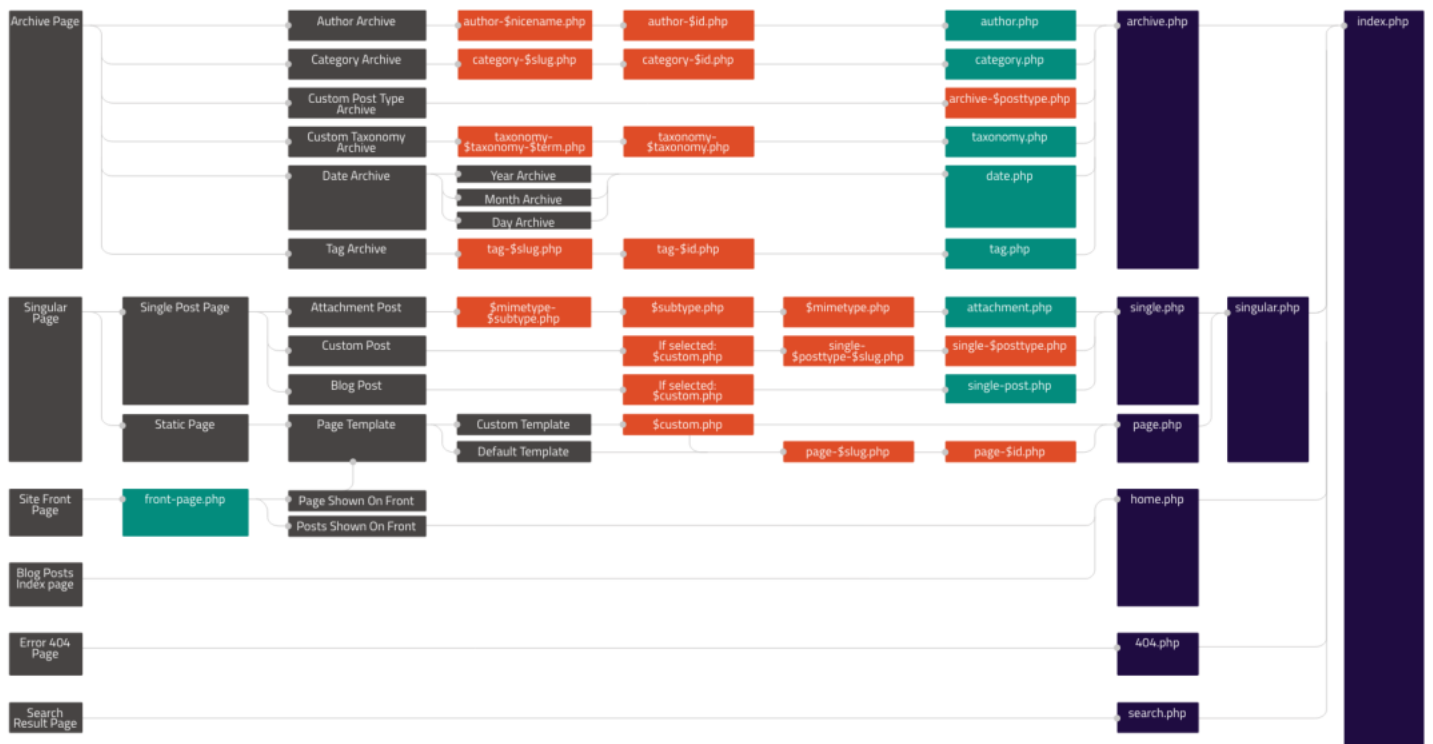 Archive Page
Author Archive
author-$nicename.php
author-$id.php
author.php
archive.php
index.php
Category Archive
category-$slug.php
category-$id.php
category.php
Custom Post Type
Archive
archive-$posttype.php
Custom Taxonomy
Archive
taxonomy-
$taxonomy-$term.php
taxonomy-
$taxonomy.php
taxonomy.php
Date Archive
Year Archive
Month Archive
Day Archive
date.php
Tag Archive
tag-$slug.php
tag-$id.php
tag.php
Singular
Page
Single Post Page
Attachment Post
$mimetype-
$subtype.php
$subtype.php
$mimetype.php
attachment.php
single.php
singular.php
Custom Post
If selected:
$custom.php
single-
$posttype-$slug.php
single-$posttype.php
Blog Post
If selected:
$custom.php
single-post.php
Static Page
Page Template
Custom Template
$custom.php
page.php
Default Template
page-$slug.php
page-$id.php
Site Front
Page
front-page.php
Page Shown On Front
Posts Shown On Front
home.php
Blog Posts
Index page
Error 404
Page
404.php
Search
Result Page
search.php